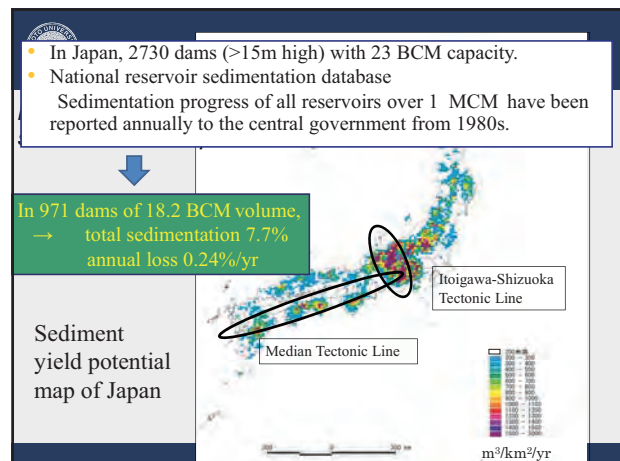 KYOTO UNIVERSITY
• In Japan, 2730 dams (>15m high) with 23 BCM capacity.
• National reservoir sedimentation database
Sedimentation progress of all reservoirs over 1 MCM have been
reported annually to the central government from 1980s.
In 971 dams of 18.2 BCM volume,
→ total sedimentation 7.7%
annual loss 0.24%/yr
Itoigawa-Shizuoka
Tectonic Line
Median Tectonic Line
Sediment
yield potential
map of Japan
m³/km²/yr